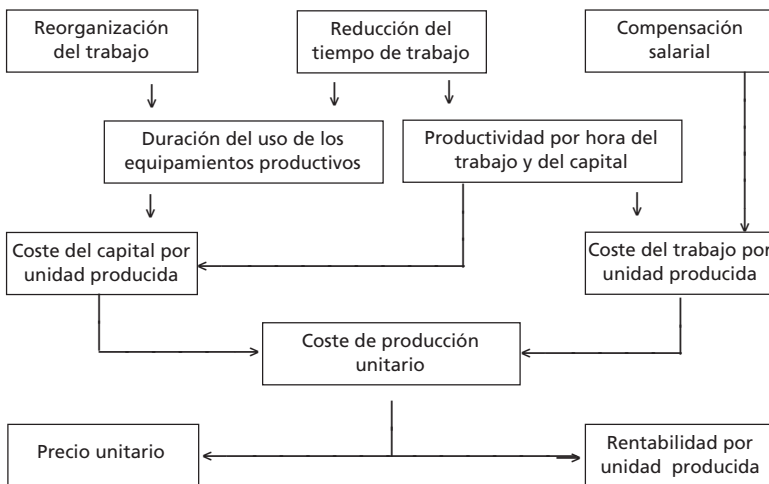 Reorganización
del trabajo
Reducción del
tiempo de trabajo
Compensación
salarial
Duración del uso de los
equipamientos productivos
Productividad por hora del
trabajo y del capital
Coste del capital por
unidad producida
Coste del trabajo por
unidad producida
Coste de producción
unitario
Precio unitario
Rentabilidad por
unidad producida